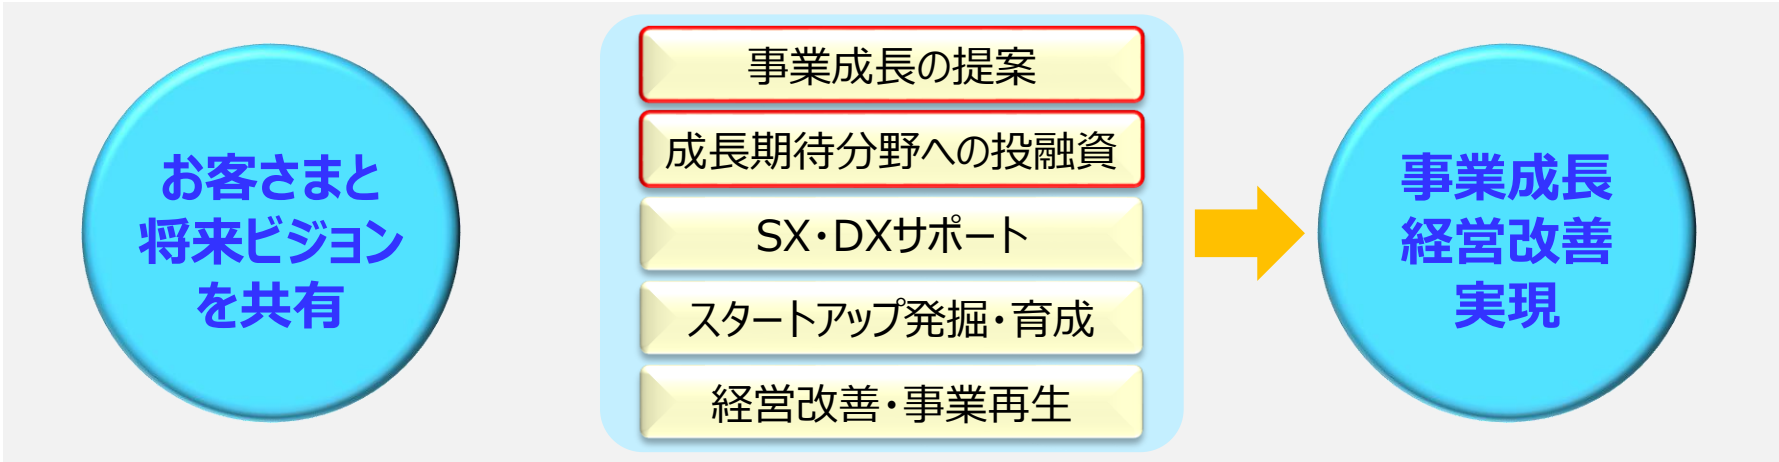 お客さまと
将来ビジョン
を共有
事業成長の提案
成長期待分野への投融資
SX・DXサポート
スタートアップ発掘・育成
経営改善・事業再生
事業成長
経営改善
実現